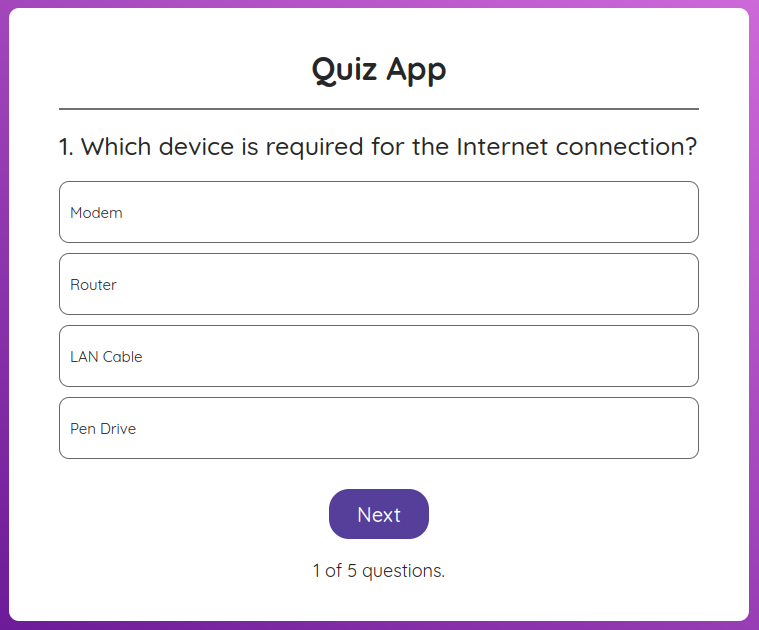 Quiz App
1. Which device is required for the Internet connection?
Modem
Router
LAN Cable
Pen Drive
Next
1 of 5 questions.